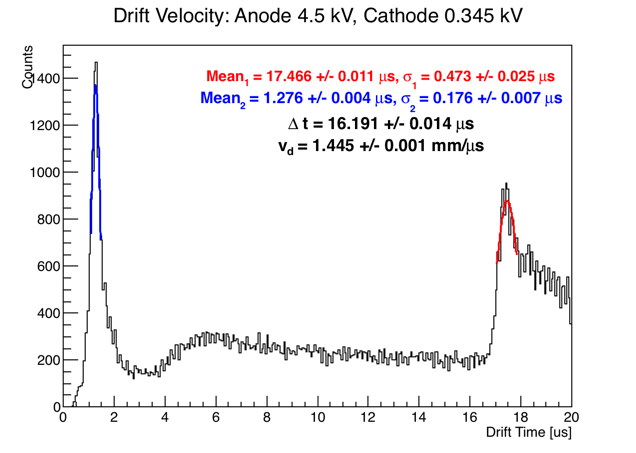 Drift Velocity: Anode 4.5 kV, Cathode 0.345 kV
Counts
Mean₁ = 17.466 +/- 0.011 μs, σ₁ = 0.473 +/- 0.025 μs
Mean₂ = 1.276 +/- 0.004 μs, σ₂ = 0.176 +/- 0.007 μs
Δ t = 16.191 +/- 0.014 μs
v_d = 1.445 +/- 0.001 mm/μs
1400
1200
1000
800
600
400
200
0
0 2 4 6 8 10 12 14 16 18 20
Drift Time [us]